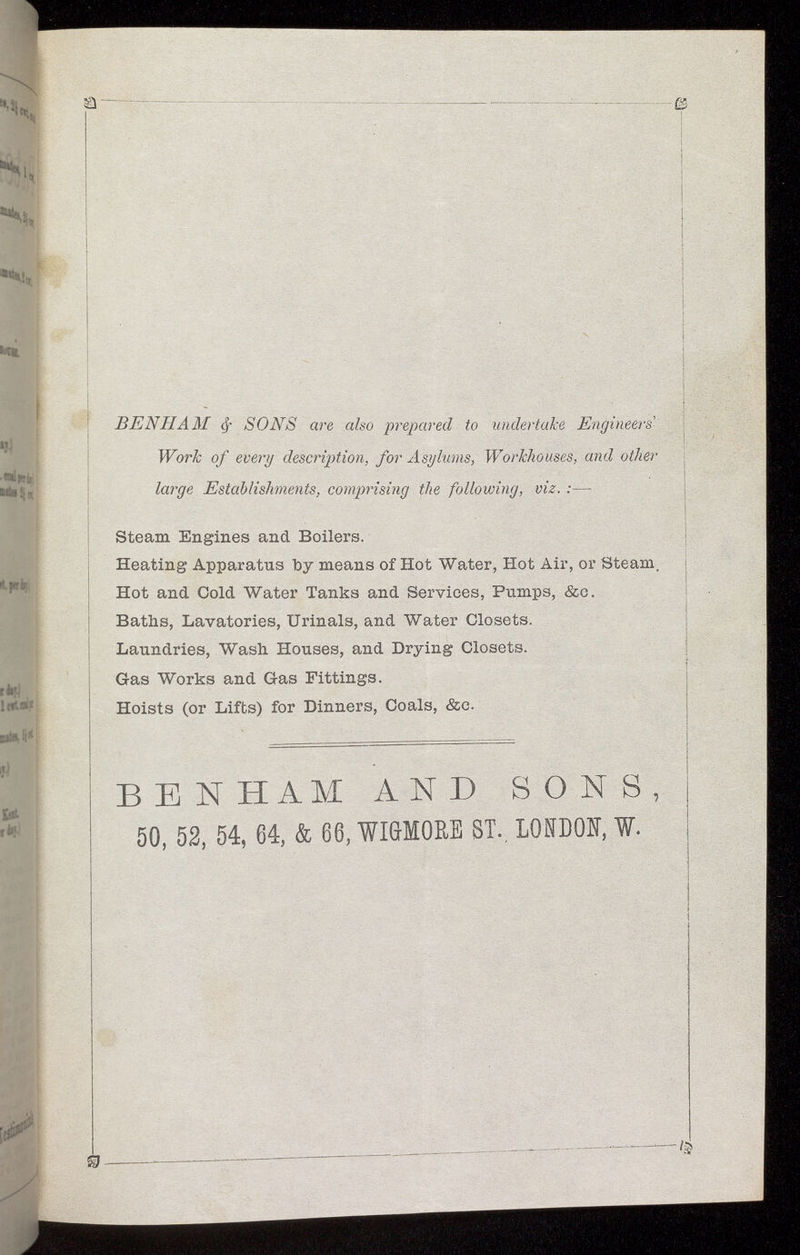 BENHAM & SONS are also prepared to undertake Engineers'
Work of every description, for Asylums, Workhouses, and other
large Establishments, comprising the following, viz. :—
Steam Engines and Boilers.
Heating Apparatus by means of Hot Water, Hot Air, or Steam.
Hot and Cold Water Tanks and Services, Pumps, &c.
Baths, Lavatories, Urinals, and Water Closets.
Laundries, Wash Houses, and Drying Closets.
Gas Works and Gas Fittings.
Hoists (or Lifts) for Dinners, Coals, &c.
BENHAM AND SONS,
50, 52, 54, 64, & 66, WIGMORE ST., LONDON, W.